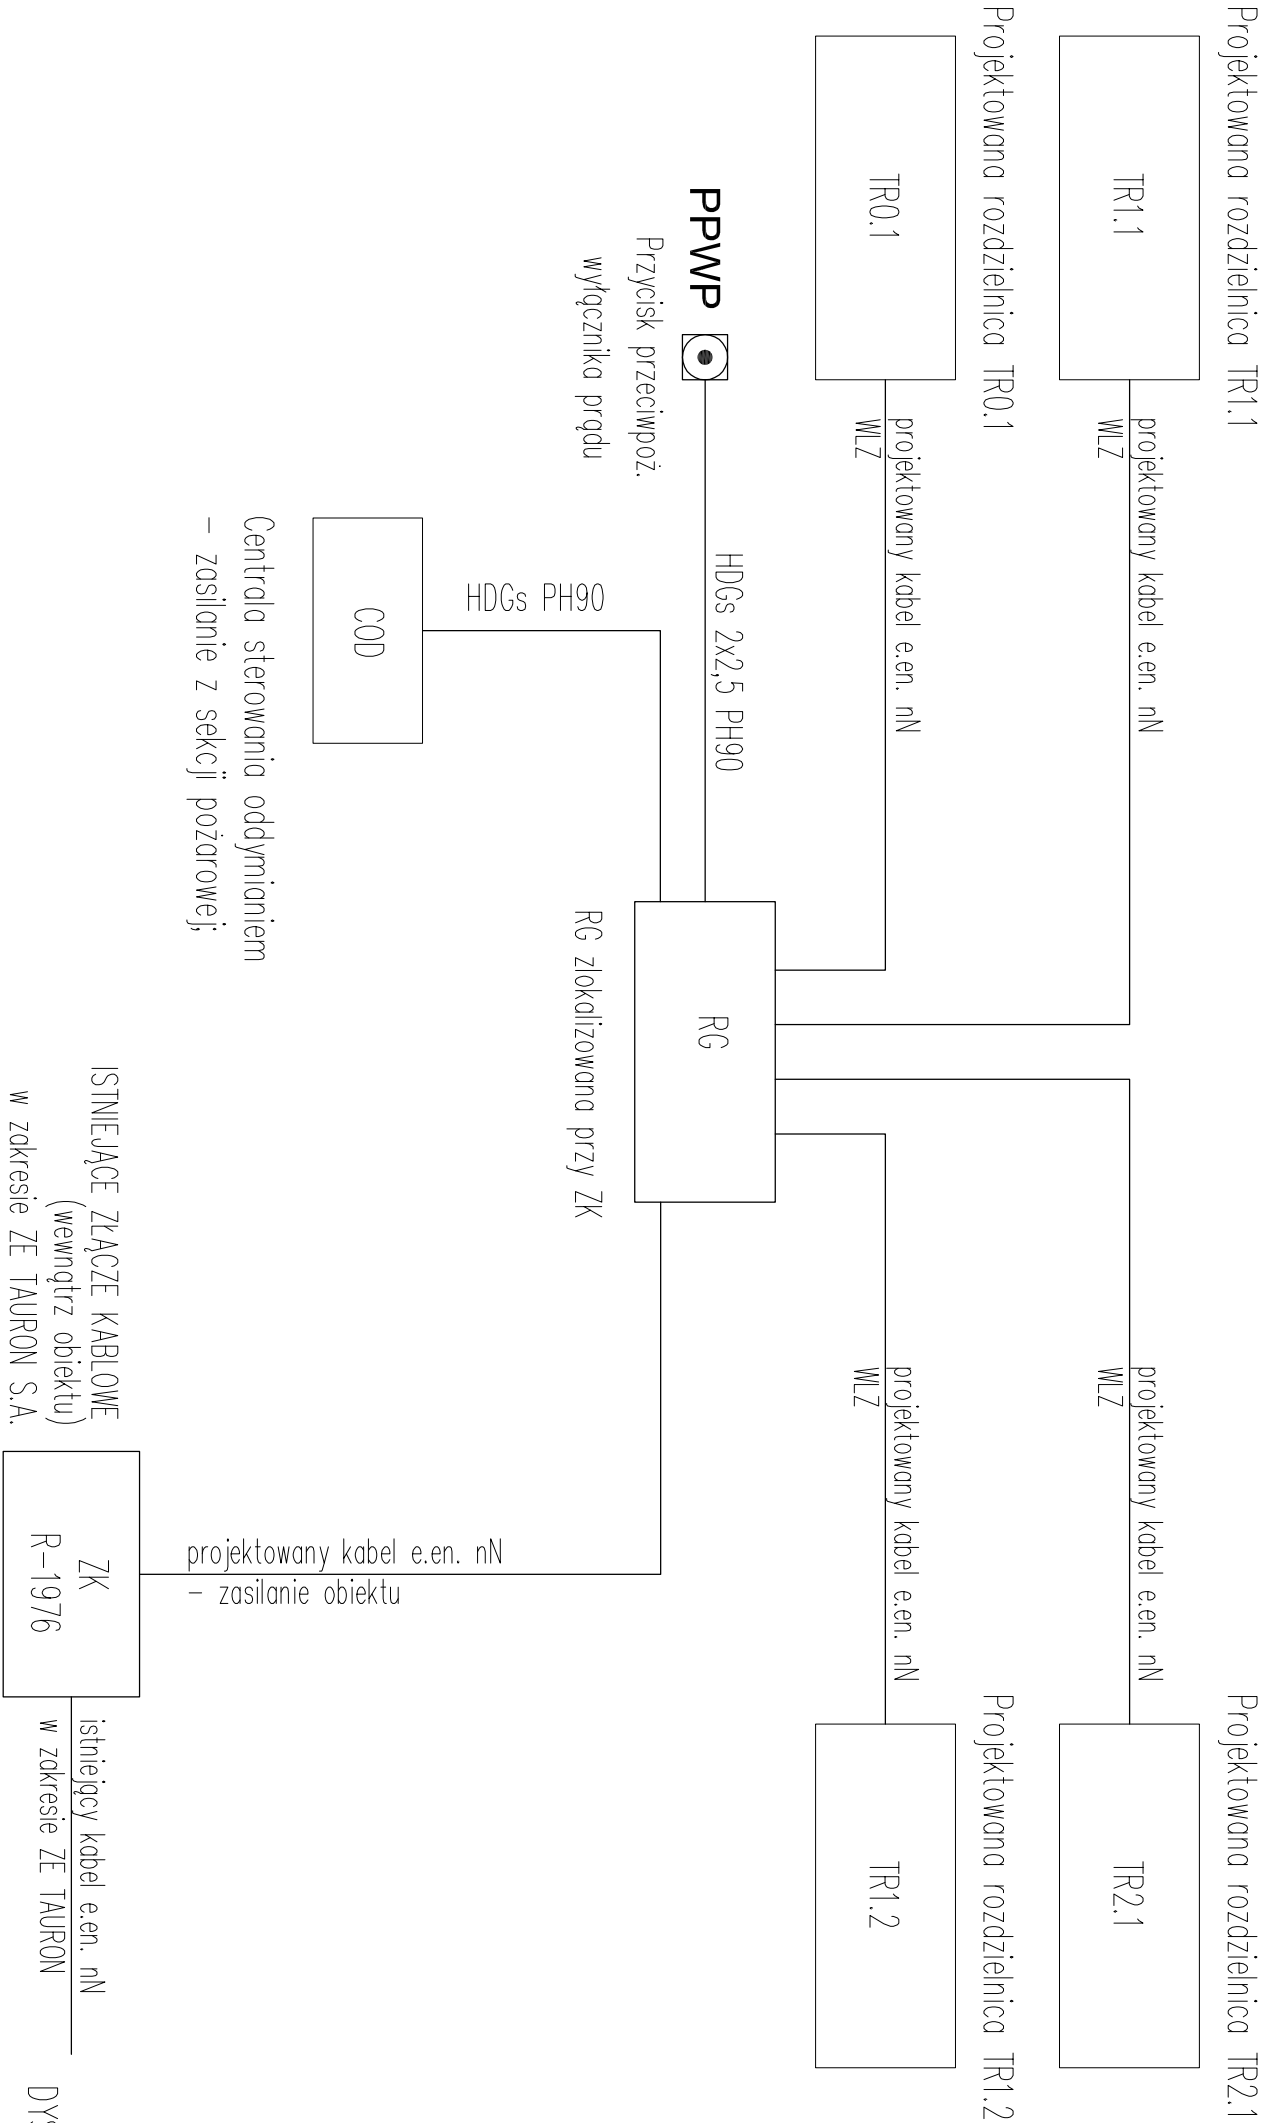 Projektowana rozdzielnica TR1.1
TR1.1
projektowany kabel e.en. nN
WLZ
Projektowana rozdzielnica TR2.1
TR2.1
projektowany kabel e.en. nN
WLZ
Projektowana rozdzielnica TR0.1
TR0.1
projektowany kabel e.en. nN
WLZ
Projektowana rozdzielnica TR1.2
TR1.2
projektowany kabel e.en. nN
WLZ
PPWP
Przycisk przeciwpoż.
wyłącznika prądu
HDGs 2x2,5 PH90
RG
RG zlokalizowana przy ZK
HDGs PH90
COD
Centrala sterowania oddymianiem
- zasilanie z sekcji pożarowej;
projektowany kabel e.en. nN
- zasilanie obiektu
ISTNIEJĄCE ZŁĄCZE KABLOWE
(wewnątrz obiektu)
w zakresie ZE TAURON S.A.
ZK
R-1976
istniejący kabel e.en. nN
w zakresie ZE TAURON